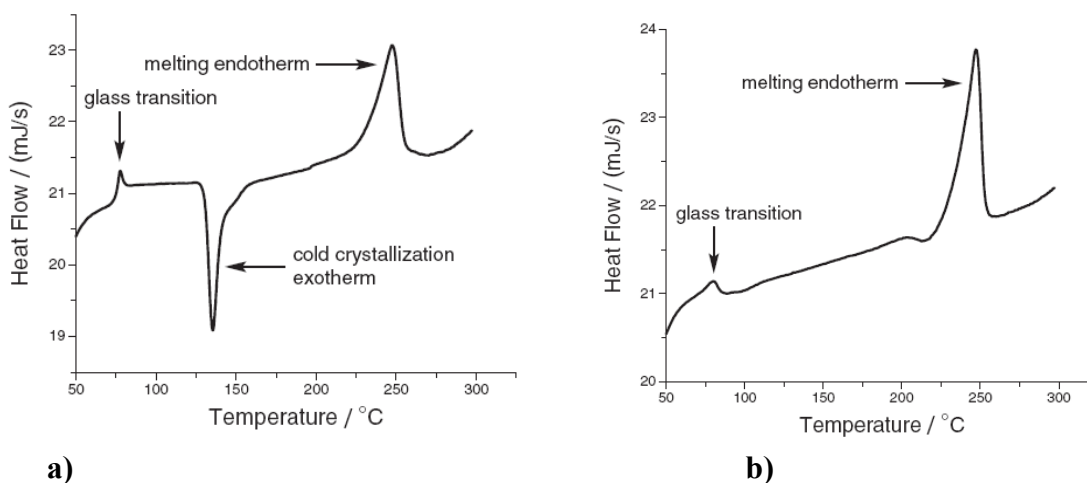 23
22
21
20
19
50
100
150
200
250
300
Heat Flow / (mJ/s)
Temperature / °C
melting endotherm
glass transition
cold crystallization
exotherm
a)
24
23
22
21
20
50
100
150
200
250
300
Heat Flow / (mJ/s)
Temperature / °C
melting endotherm
glass transition
b)